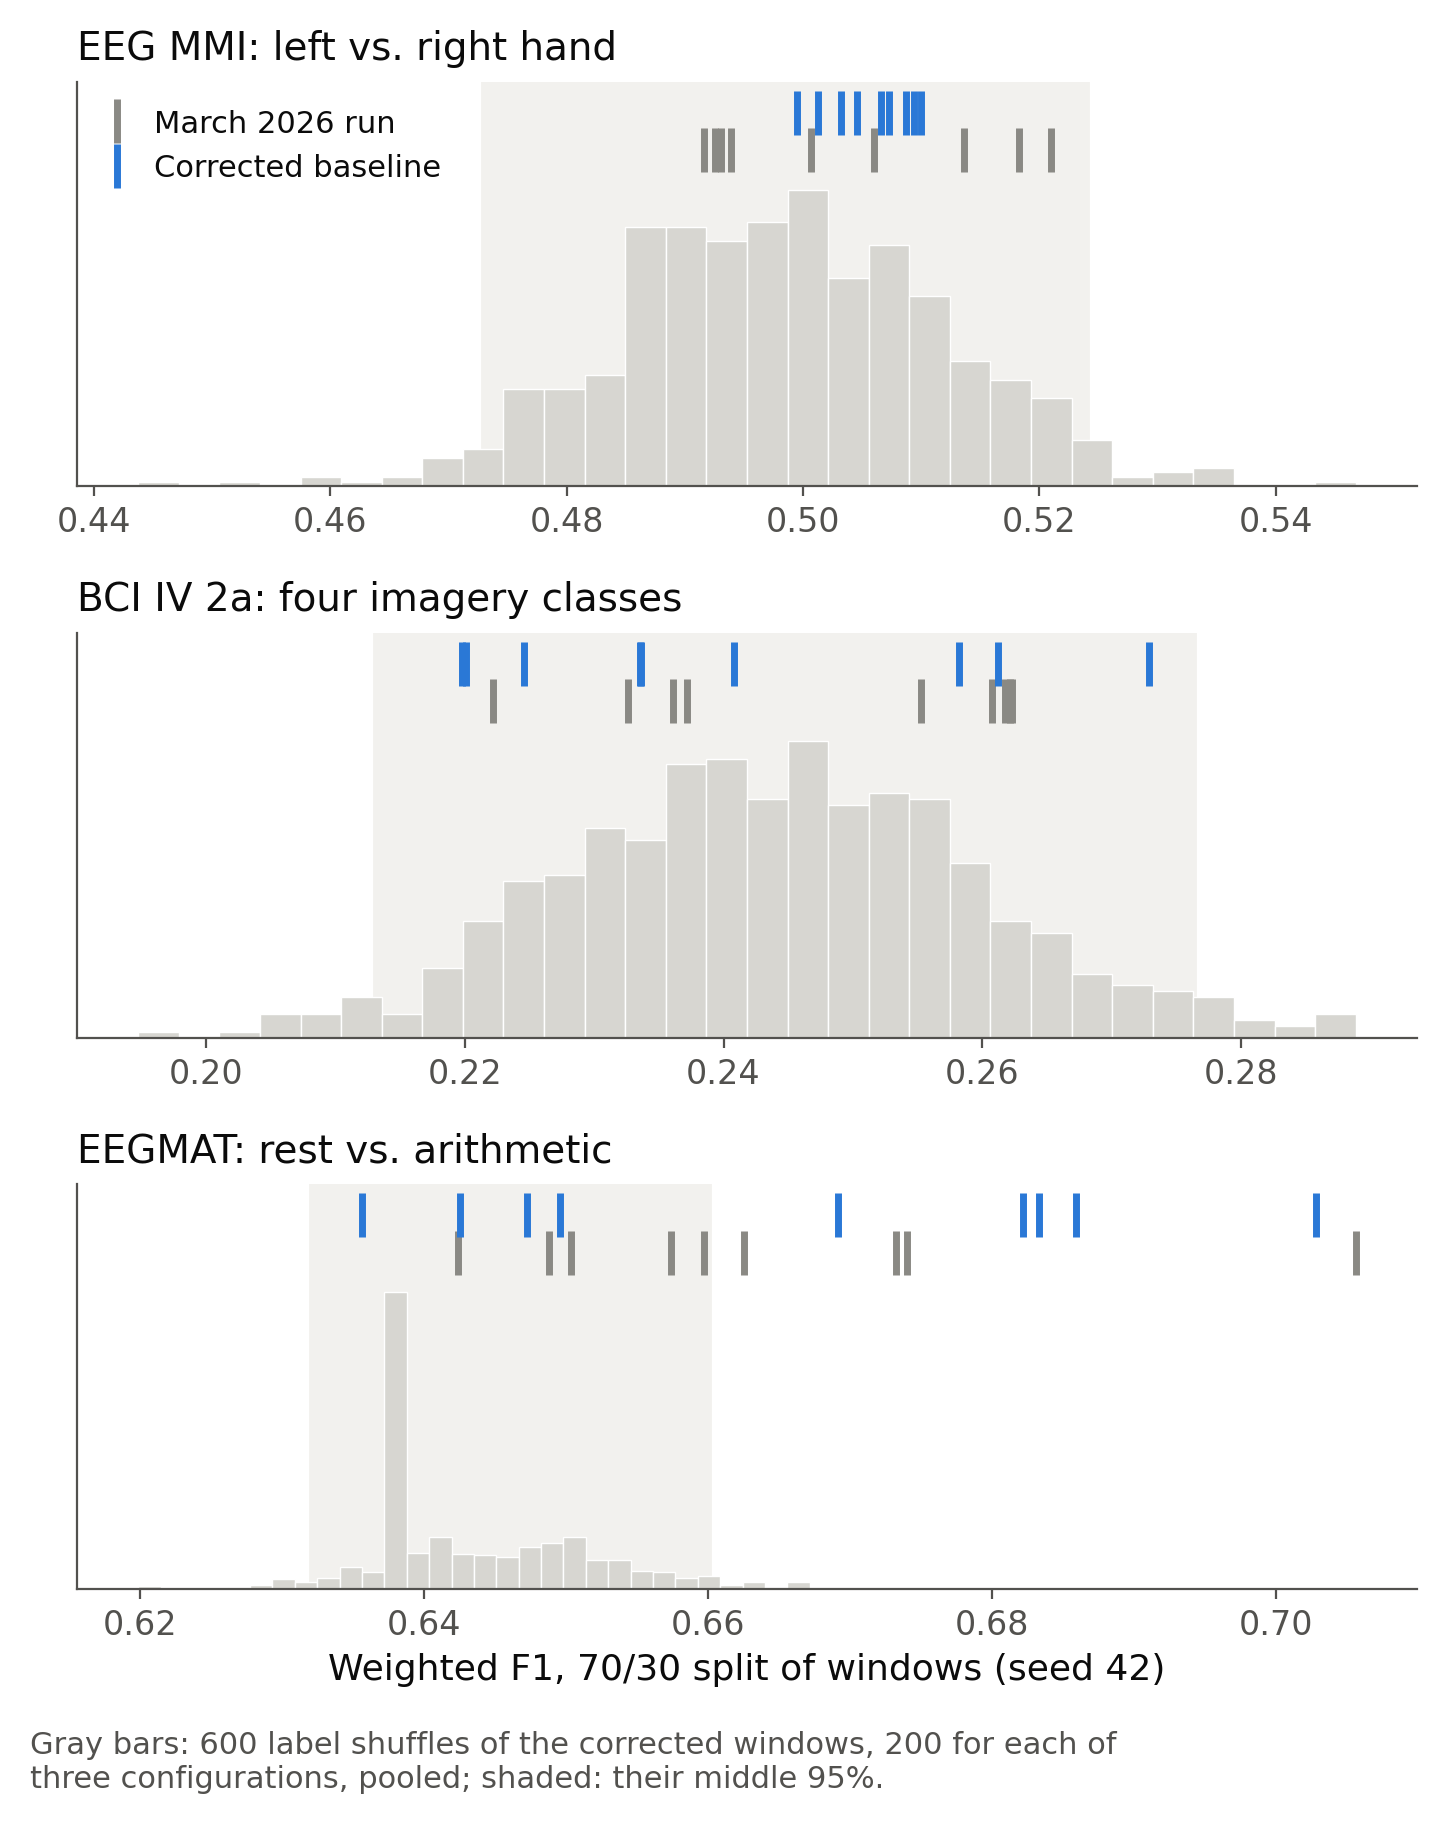 EEG MMI: left vs. right hand
March 2026 run
Corrected baseline
0.44 0.46 0.48 0.50 0.52 0.54
BCI IV 2a: four imagery classes
0.20 0.22 0.24 0.26 0.28
EEGMAT: rest vs. arithmetic
0.62 0.64 0.66 0.68 0.70
Weighted F1, 70/30 split of windows (seed 42)
Gray bars: 600 label shuffles of the corrected windows, 200 for each of
three configurations, pooled; shaded: their middle 95%.